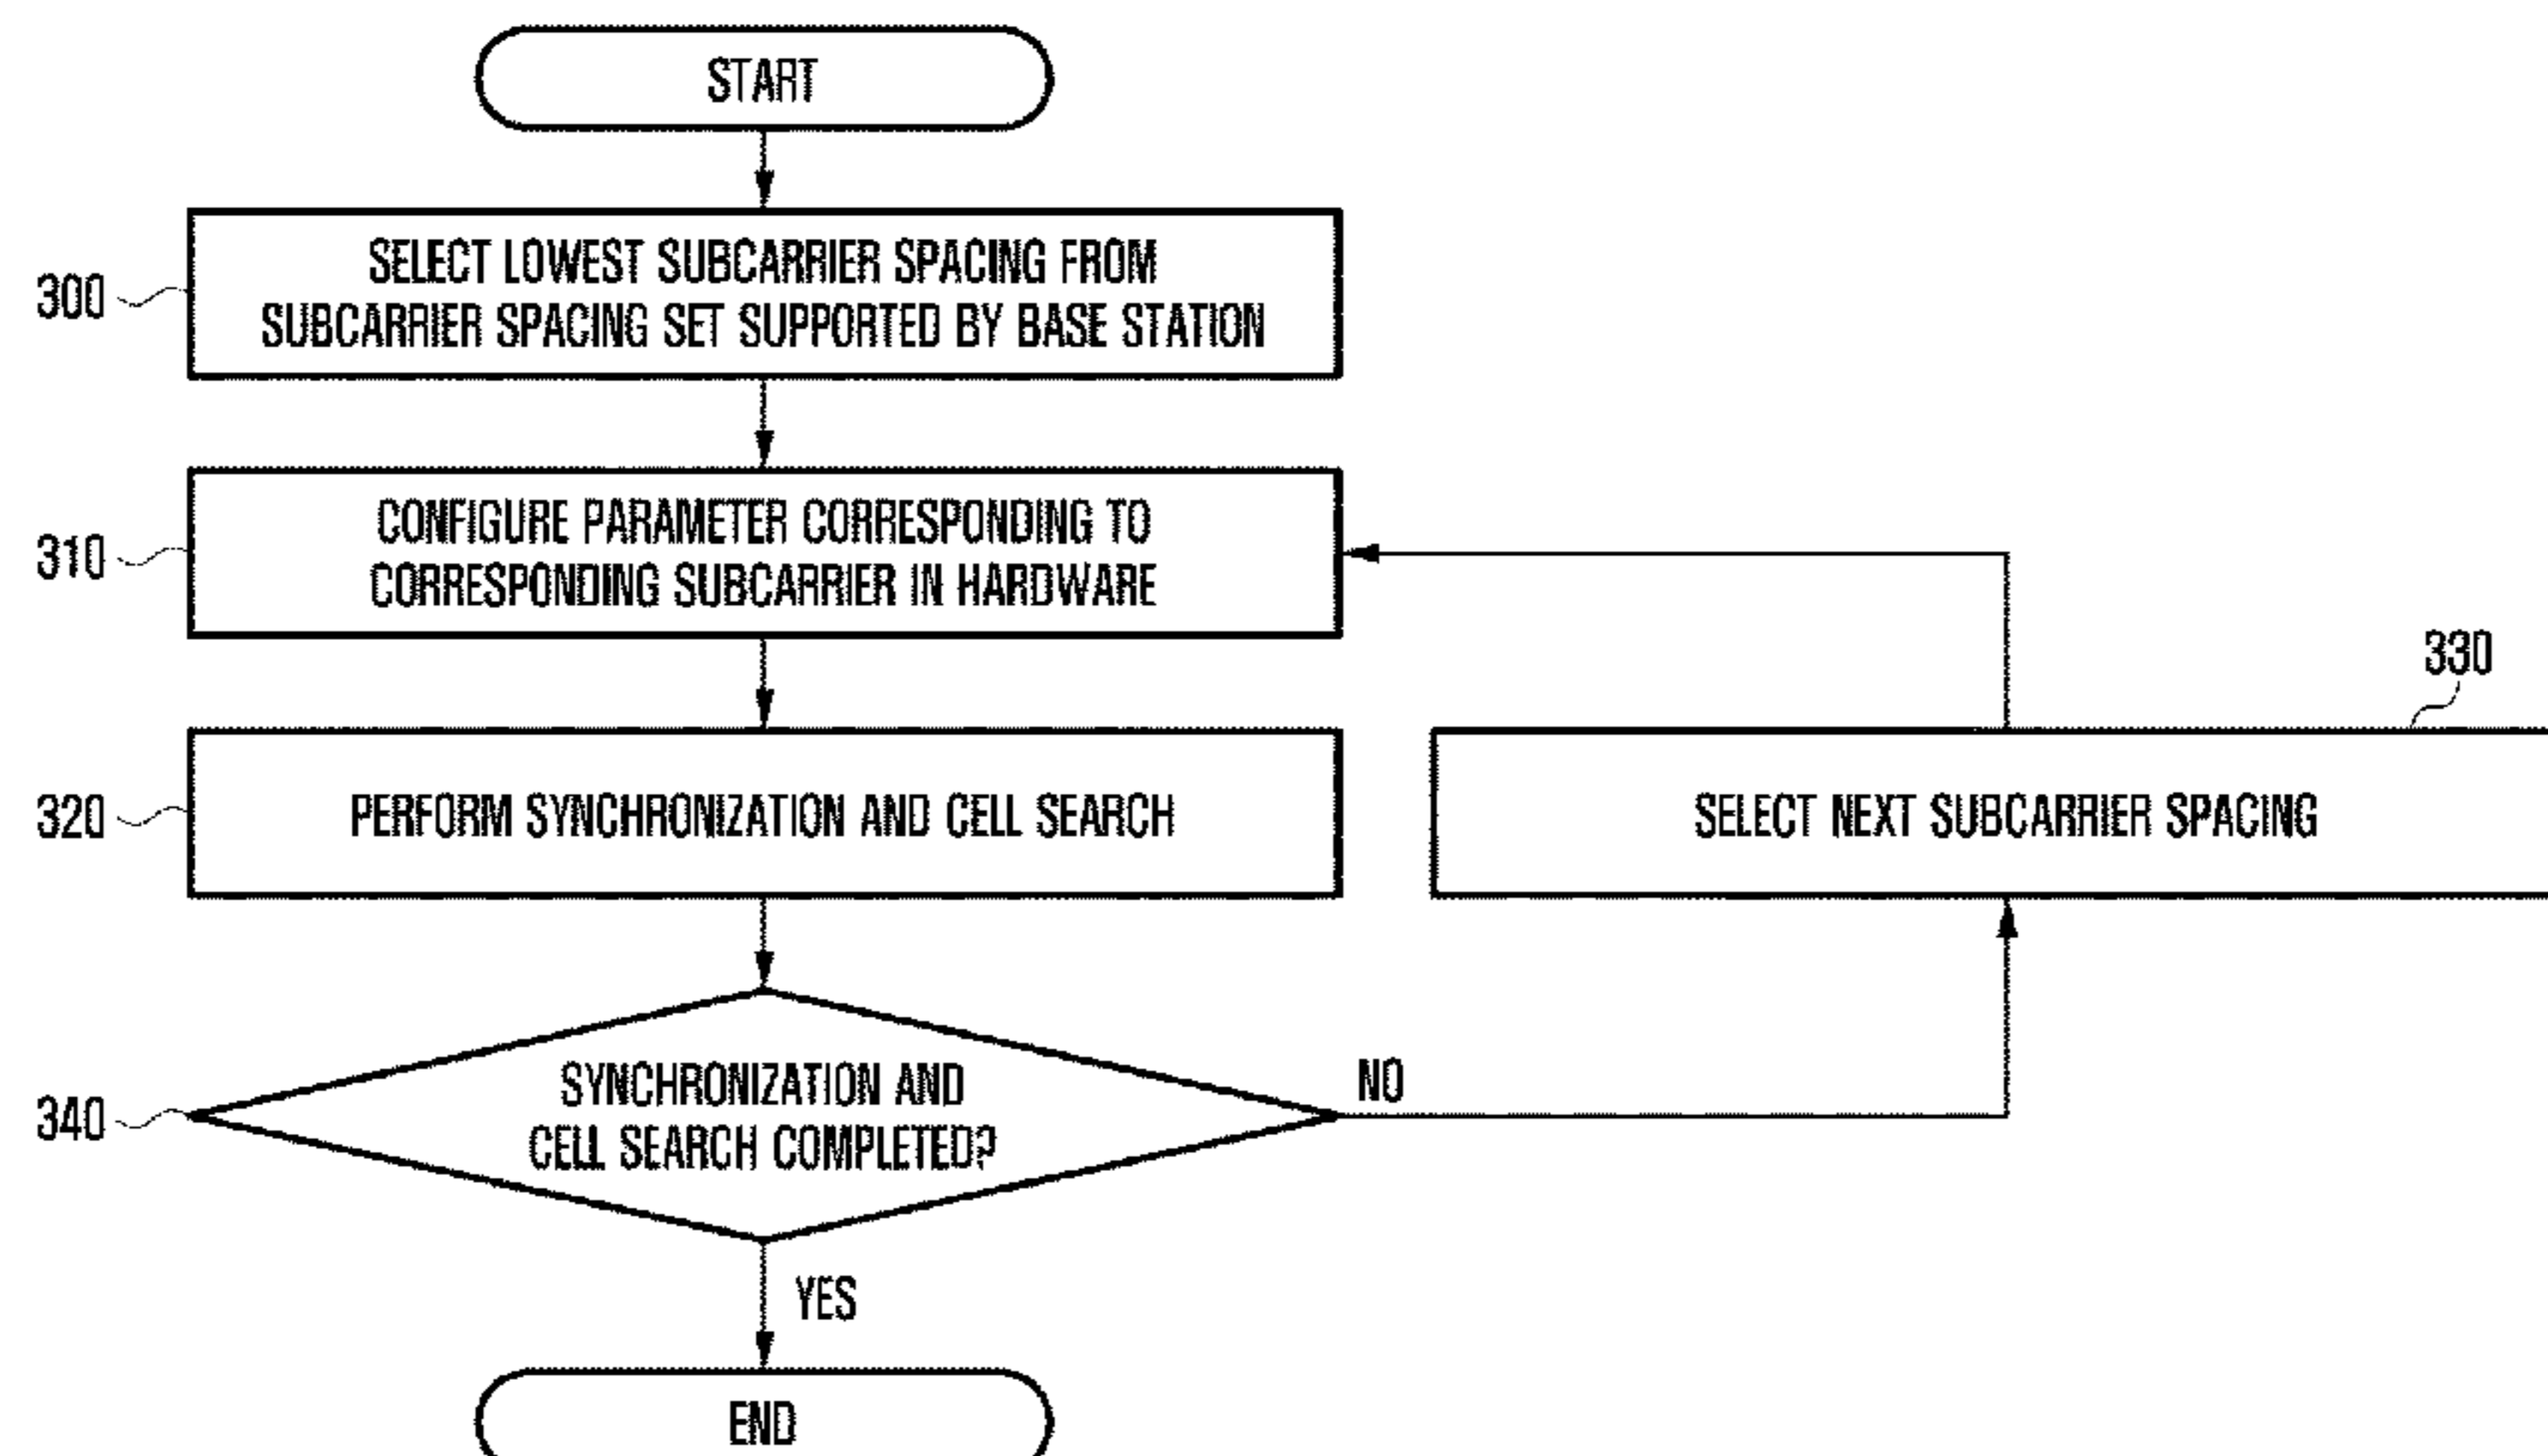 START
300
SELECT LOWEST SUBCARRIER SPACING FROM
SUBCARRIER SPACING SET SUPPORTED BY BASE STATION
310
CONFIGURE PARAMETER CORRESPONDING TO
CORRESPONDING SUBCARRIER IN HARDWARE
330
320
PERFORM SYNCHRONIZATION AND CELL SEARCH
SELECT NEXT SUBCARRIER SPACING
340
SYNCHRONIZATION AND
CELL SEARCH COMPLETED?
NO
YES
END